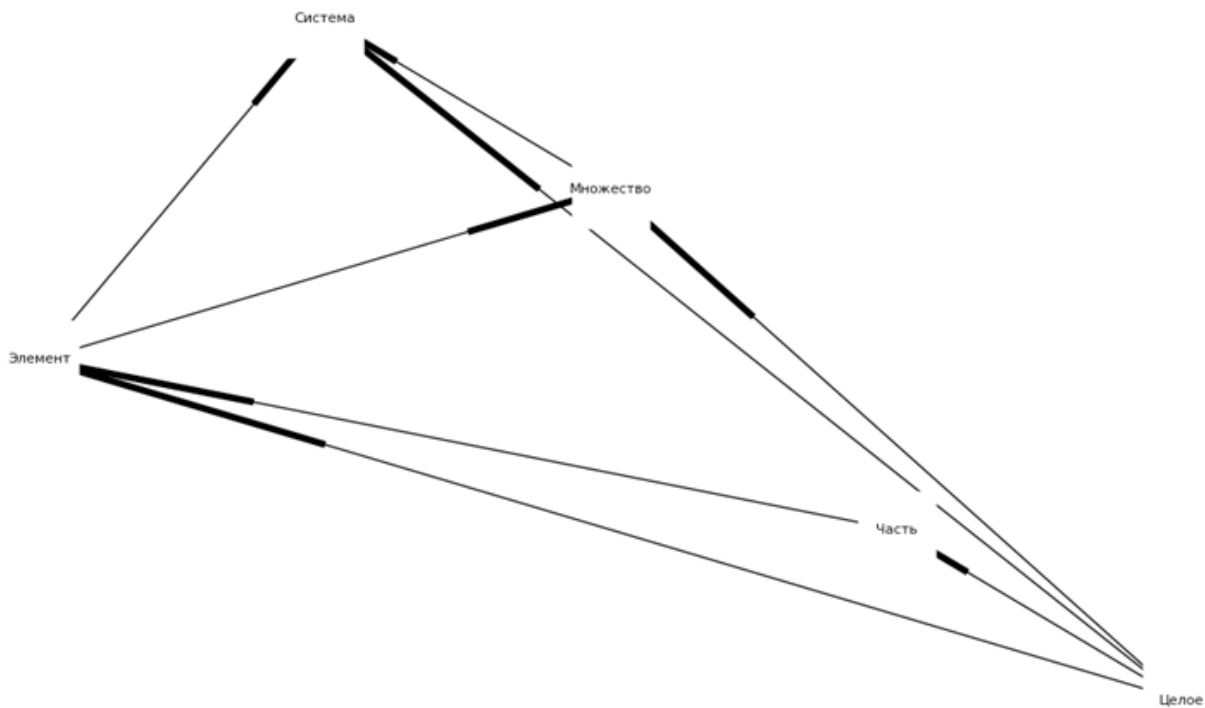 Система
Множество
Элемент
Часть
Целое